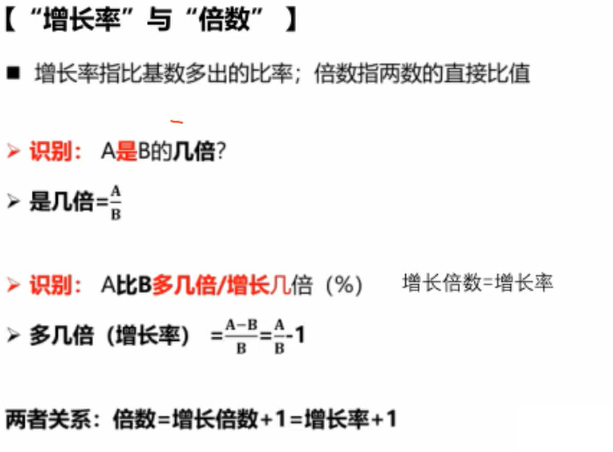 【 “增长率”与“倍数” 】
■ 增长率指比基数多出的比率；倍数指两数的直接比值
➢ 识别： A是B的几倍？
➢ 是几倍=A/B
➢ 识别： A比B多几倍/增长几倍（%） 增长倍数=增长率
➢ 多几倍（增长率） =A−B/B=A/B-1
两者关系：倍数=增长倍数+1=增长率+1